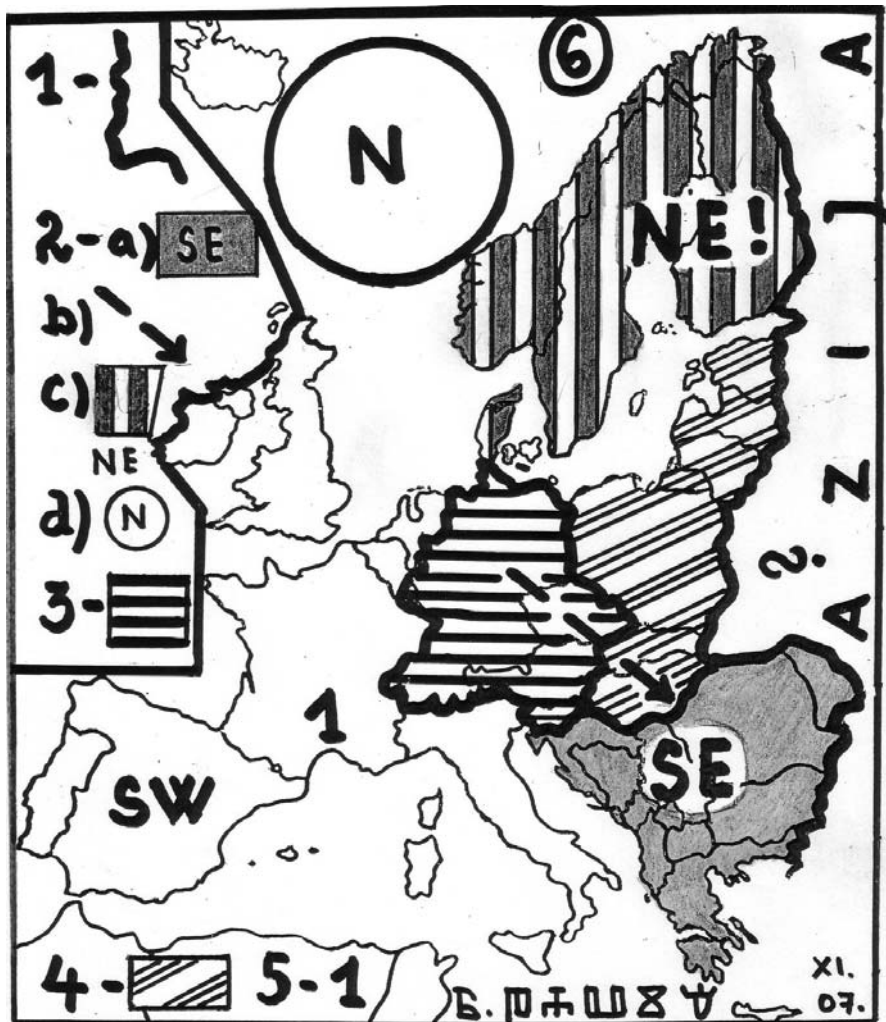 6
1-
N
2-a) SE
b)
c)
NE
d) N
3-
NE!
A ? Z I J A
1
SW
SE
4-
5-1
XI.
07.